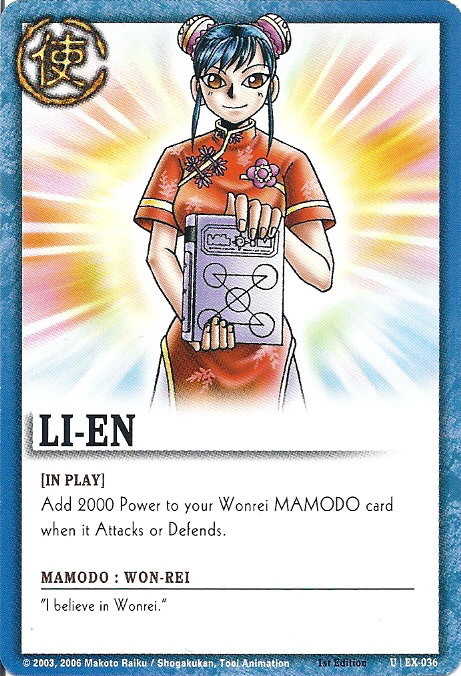 使
LI-EN
[IN PLAY]
Add 2000 Power to your Wonrei MAMODO card
when it Attacks or Defends.
MAMODO : WON-REI
"I believe in Wonrei."
© 2003, 2006 Makoto Raiku / Shogakukan, Toei Animation 1st Edition U | EX-036